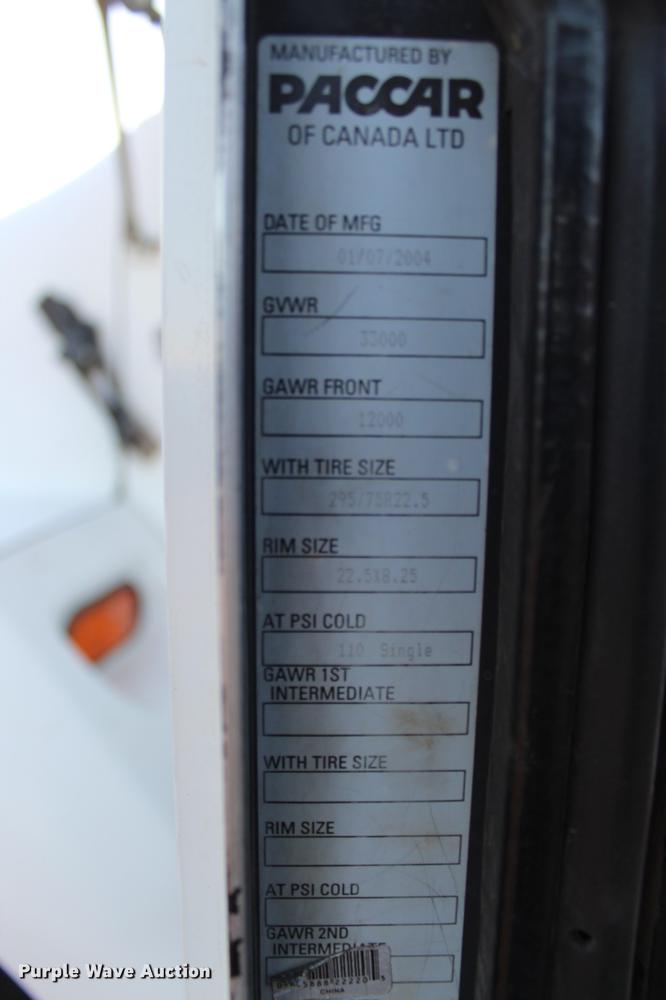 MANUFACTURED BY
PACCAR
OF CANADA LTD
DATE OF MFG
01/07/2004
GVWR
33000
GAWR FRONT
12000
WITH TIRE SIZE
295/75R22.5
RIM SIZE
22.5X8.25
AT PSI COLD
110 Single
GAWR 1ST
INTERMEDIATE
WITH TIRE SIZE
RIM SIZE
AT PSI COLD
GAWR 2ND
INTERMEDIATE
CHINA
Purple Wave Auction